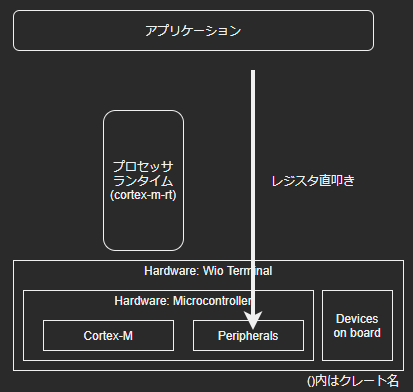 アプリケーション
プロセッサ
ランタイム
(cortex-m-rt)
レジスタ直叩き
Hardware: Wio Terminal
Hardware: Microcontroller
Cortex-M
Peripherals
Devices
on board
()内はクレート名